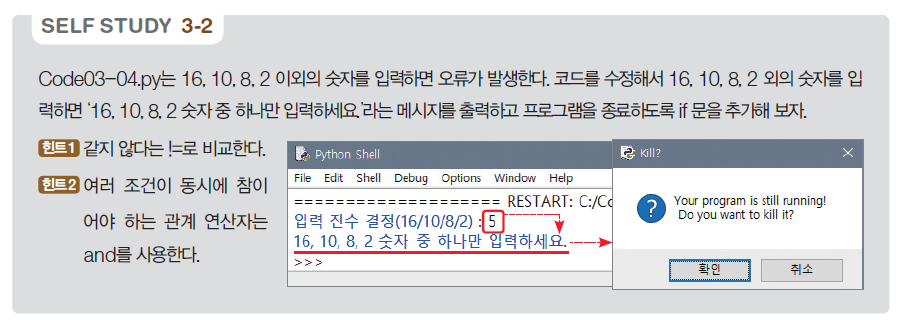 SELF STUDY 3-2
Code03-04.py는 16, 10, 8, 2 이외의 숫자를 입력하면 오류가 발생한다. 코드를 수정해서 16, 10, 8, 2 외의 숫자를 입
력하면 '16, 10, 8, 2 숫자 중 하나만 입력하세요.'라는 메시지를 출력하고 프로그램을 종료하도록 if 문을 추가해 보자.
힌트1 같지 않다는 !=로 비교한다.
힌트2 여러 조건이 동시에 참이
어야 하는 관계 연산자는
and를 사용한다.
Python Shell
File Edit Shell Debug Options Window Help
=================== RESTART: C:/Co
입력 진수 결정(16/10/8/2) : 5
16, 10, 8, 2 숫자 중 하나만 입력하세요.
>>>
Kill?
Your program is still running!
Do you want to kill it?
확인 취소